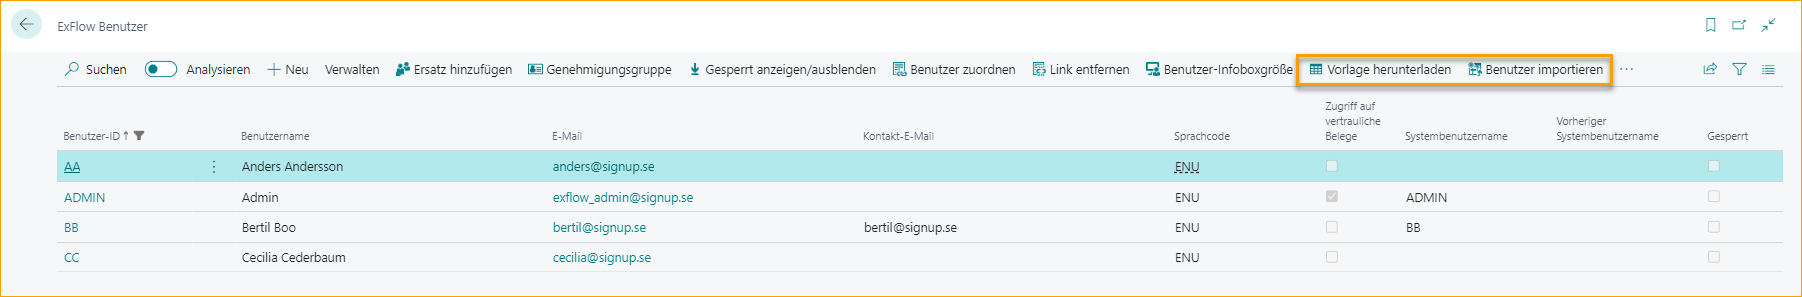 ExFlow Benutzer
Suchen Analysieren Neu Verwalten Ersatz hinzufügen Genehmigungsgruppe Gesperrt anzeigen/ausblenden Benutzer zuordnen Link entfernen Benutzer-Infoboxgröße Vorlage herunterladen Benutzer importieren ...
Benutzer-ID ↑ Benutzername E-Mail Kontakt-E-Mail Sprachcode Zugriff auf vertrauliche Belege Systembenutzername Vorheriger Systembenutzername Gesperrt
AA Anders Andersson anders@signup.se ENU
ADMIN Admin exflow_admin@signup.se ENU ADMIN
BB Bertil Boo bertil@signup.se bertil@signup.se ENU BB
CC Cecilia Cederbaum cecilia@signup.se ENU